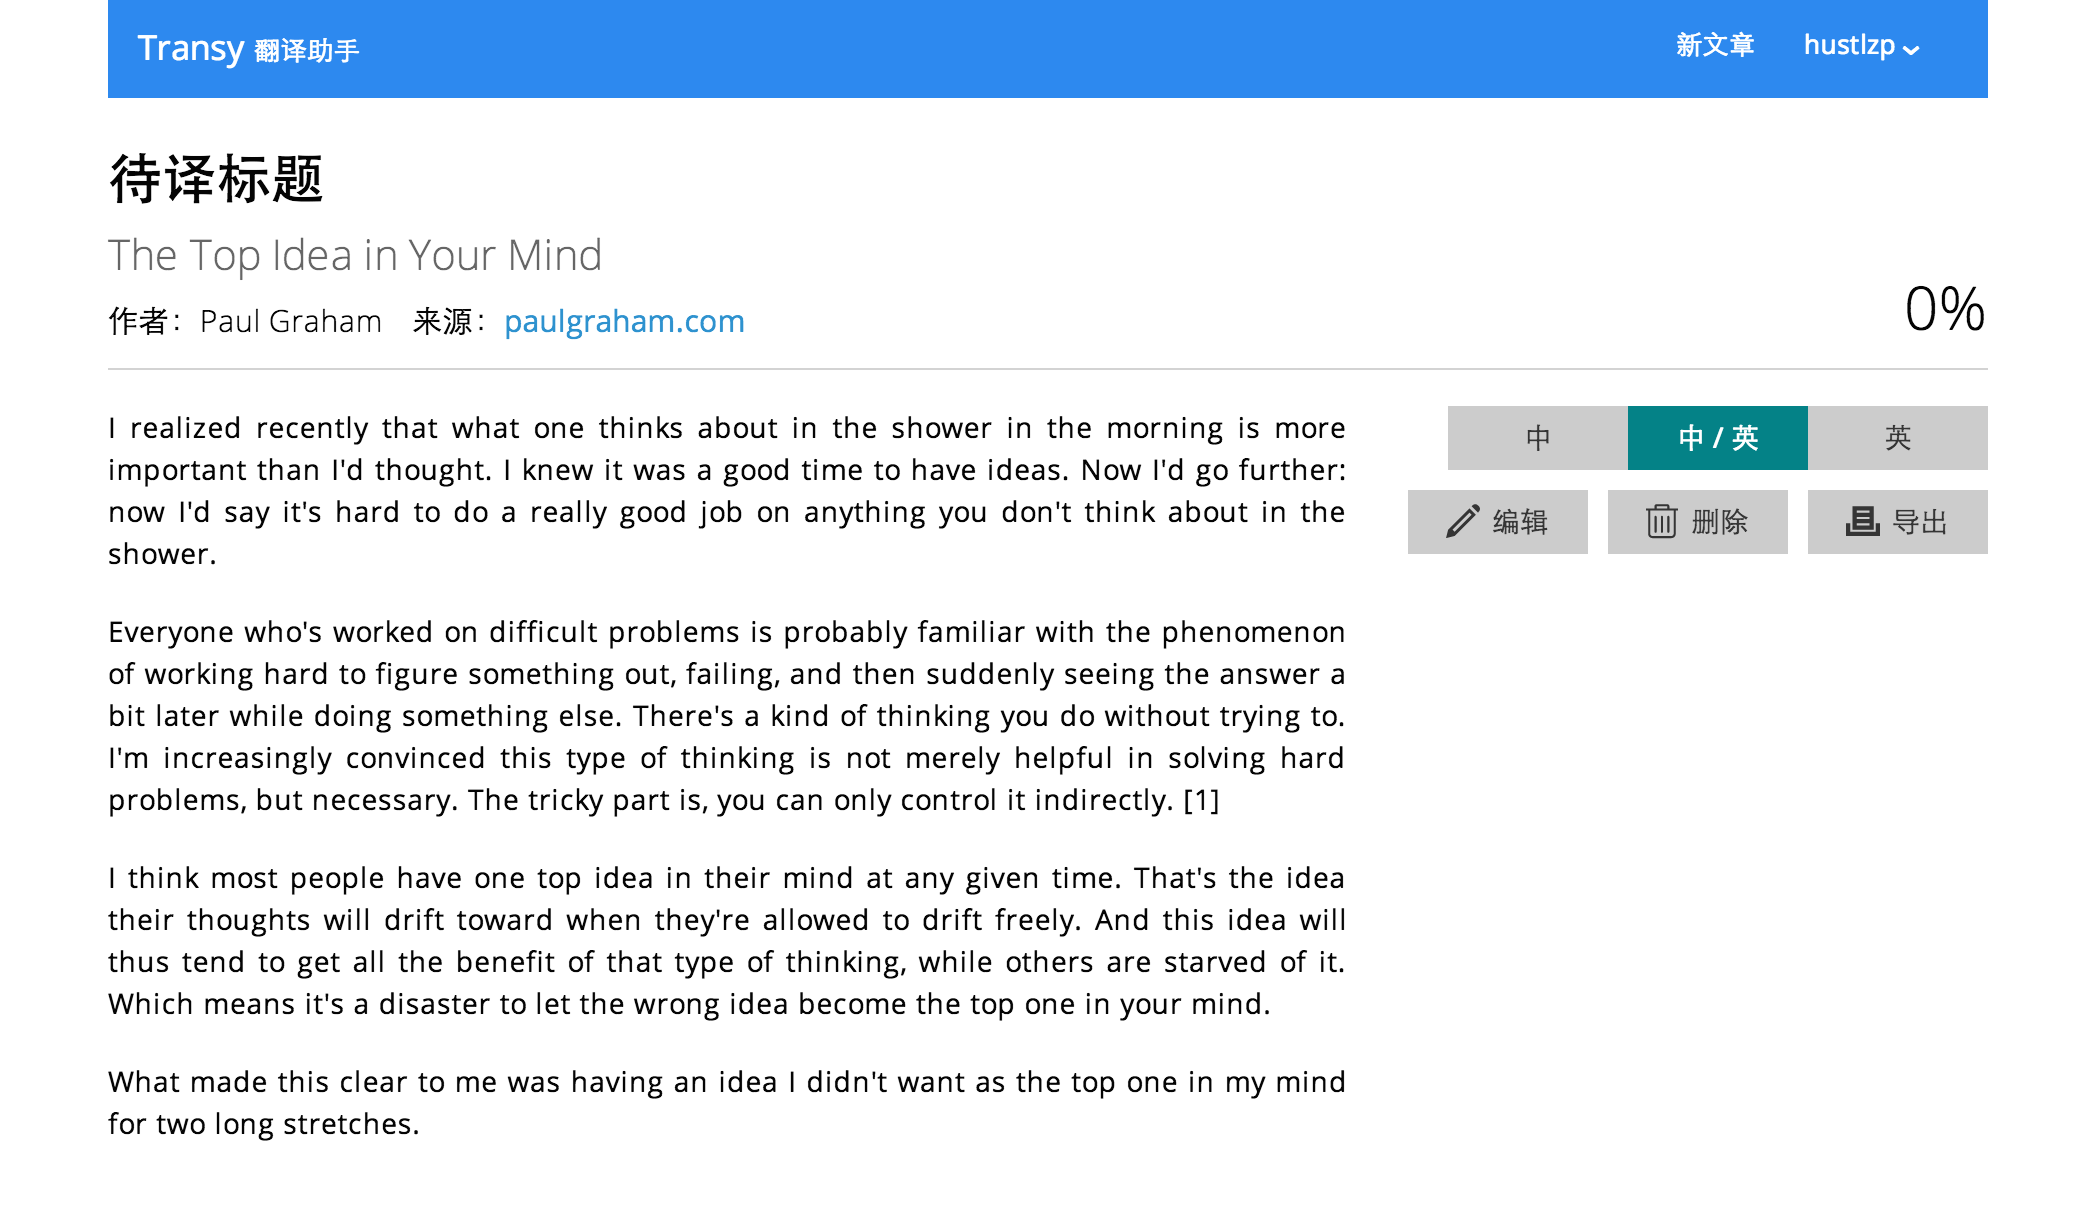 Transy 翻译助手
新文章 hustlzp
待译标题
The Top Idea in Your Mind
作者：Paul Graham 来源：paulgraham.com
0%
I realized recently that what one thinks about in the shower in the morning is more
important than I'd thought. I knew it was a good time to have ideas. Now I'd go further:
now I'd say it's hard to do a really good job on anything you don't think about in the
shower.
Everyone who's worked on difficult problems is probably familiar with the phenomenon
of working hard to figure something out, failing, and then suddenly seeing the answer a
bit later while doing something else. There's a kind of thinking you do without trying to.
I'm increasingly convinced this type of thinking is not merely helpful in solving hard
problems, but necessary. The tricky part is, you can only control it indirectly. [1]
I think most people have one top idea in their mind at any given time. That's the idea
their thoughts will drift toward when they're allowed to drift freely. And this idea will
thus tend to get all the benefit of that type of thinking, while others are starved of it.
Which means it's a disaster to let the wrong idea become the top one in your mind.
What made this clear to me was having an idea I didn't want as the top one in my mind
for two long stretches.
中 中 / 英 英
编辑 删除 导出